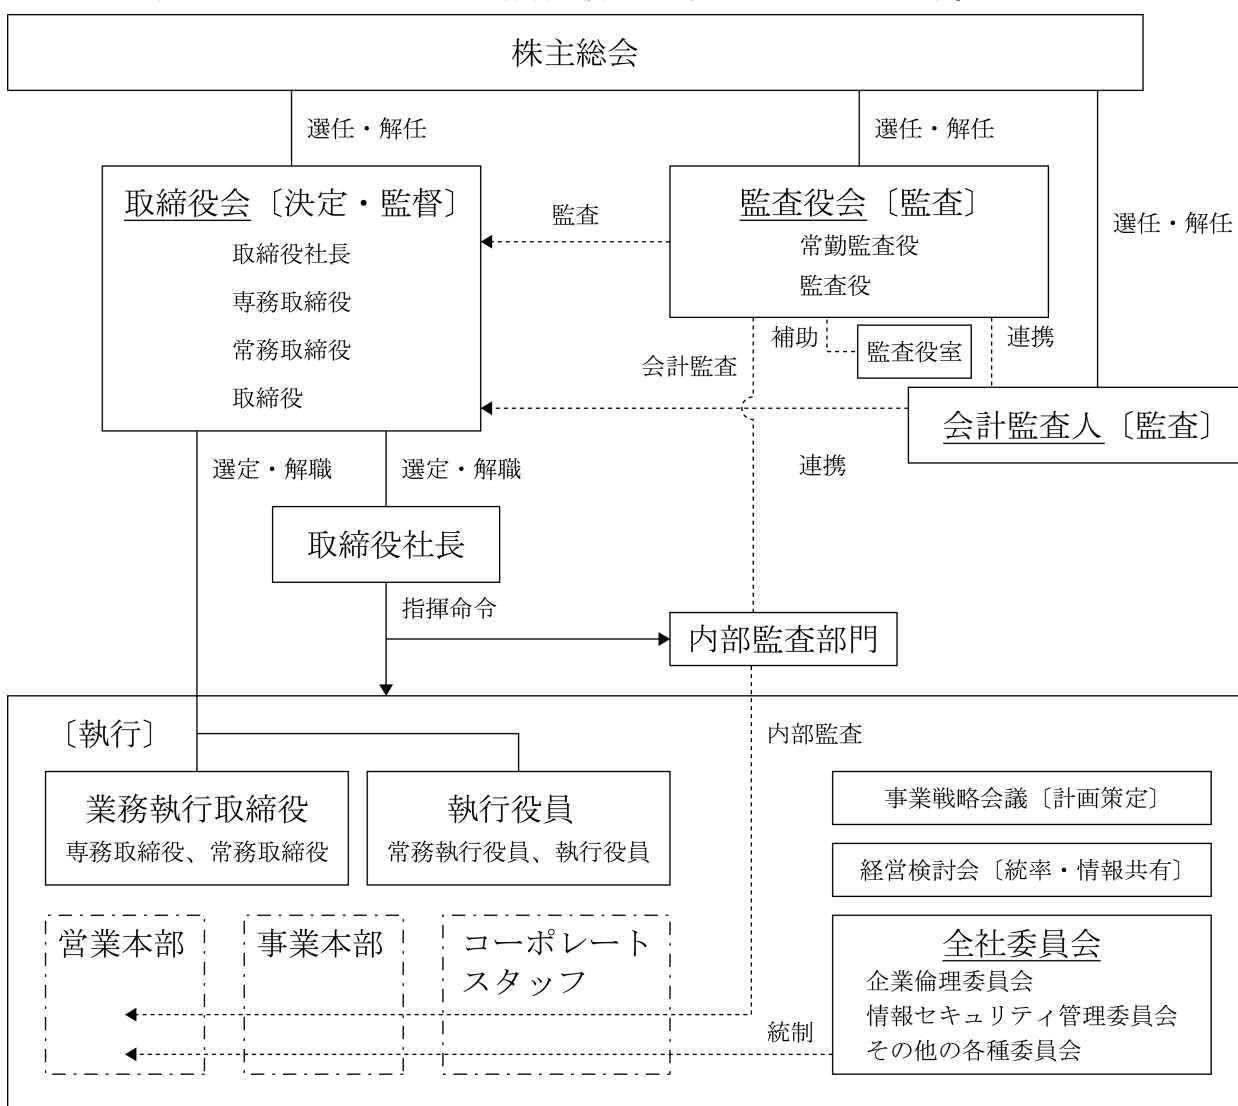 株主総会
選任・解任
選任・解任
選任・解任
取締役会〔決定・監督〕
取締役社長
専務取締役
常務取締役
取締役
監査
監査役会〔監査〕
常勤監査役
監査役
補助
監査役室
連携
会計監査
会計監査人〔監査〕
連携
選定・解職
選定・解職
取締役社長
指揮命令
内部監査部門
〔執行〕
内部監査
業務執行取締役
専務取締役、常務取締役
執行役員
常務執行役員、執行役員
事業戦略会議〔計画策定〕
経営検討会〔統率・情報共有〕
営業本部
事業本部
コーポレート
スタッフ
全社委員会
企業倫理委員会
情報セキュリティ管理委員会
その他の各種委員会
統制